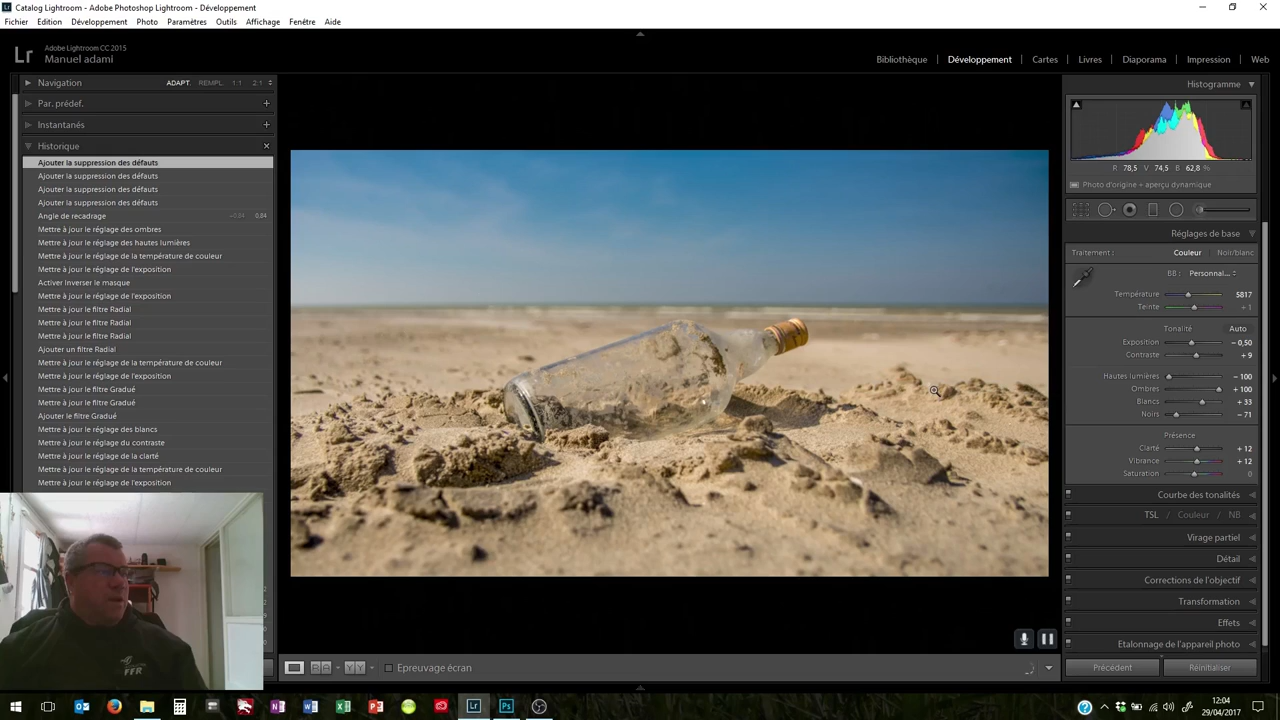 Catalog Lightroom - Adobe Photoshop Lightroom - Développement
Fichier Edition Développement Photo Paramètres Outils Affichage Fenêtre Aide
Lr
Adobe Lightroom CC 2015
Manuel adami
Bibliothèque | Développement | Cartes | Livres | Diaporama | Impression | Web
Navigation ADAPT. REMPL. 1:1 2:1
Par. prédef.
Instantanés
Historique
Ajouter la suppression des défauts
Ajouter la suppression des défauts
Ajouter la suppression des défauts
Ajouter la suppression des défauts
Angle de recadrage +0,84 0,84
Mettre à jour le réglage des ombres
Mettre à jour le réglage des hautes lumières
Mettre à jour le réglage de la température de couleur
Mettre à jour le réglage de l'exposition
Activer Inverser le masque
Mettre à jour le réglage de l'exposition
Mettre à jour le filtre Radial
Mettre à jour le filtre Radial
Mettre à jour le filtre Radial
Ajouter un filtre Radial
Mettre à jour le réglage de la température de couleur
Mettre à jour le réglage de l'exposition
Mettre à jour le filtre Gradué
Mettre à jour le filtre Gradué
Ajouter le filtre Gradué
Mettre à jour le réglage des blancs
Mettre à jour le réglage du contraste
Mettre à jour le réglage de la clarté
Mettre à jour le réglage de la température de couleur
Mettre à jour le réglage de l'exposition
FFR
Epreuvage écran
Histogramme
R 78,5 V 74,5 B 62,8 %
Photo d'origine + aperçu dynamique
Réglages de base
Traitement : Couleur | Noir/blanc
BB : Personnal...
Température 5817
Teinte + 1
Tonalité Auto
Exposition − 0,50
Contraste + 9
Hautes lumières − 100
Ombres + 100
Blancs + 33
Noirs − 71
Présence
Clarté + 12
Vibrance + 12
Saturation 0
Courbe des tonalités
TSL / Couleur / NB
Virage partiel
Détail
Corrections de l'objectif
Transformation
Effets
Etalonnage de l'appareil photo
Précédent Réinitialiser
Lr Ps
12:04
29/04/2017